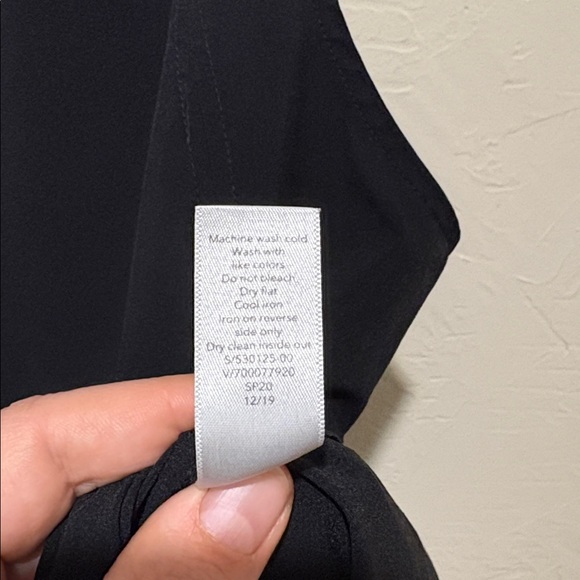 Machine wash cold
Wash with
like colors
Do not bleach
Dry flat
Cool iron
Iron on reverse
side only
Dry clean inside out
S/530125-00
V/700077920
SP20
12/19